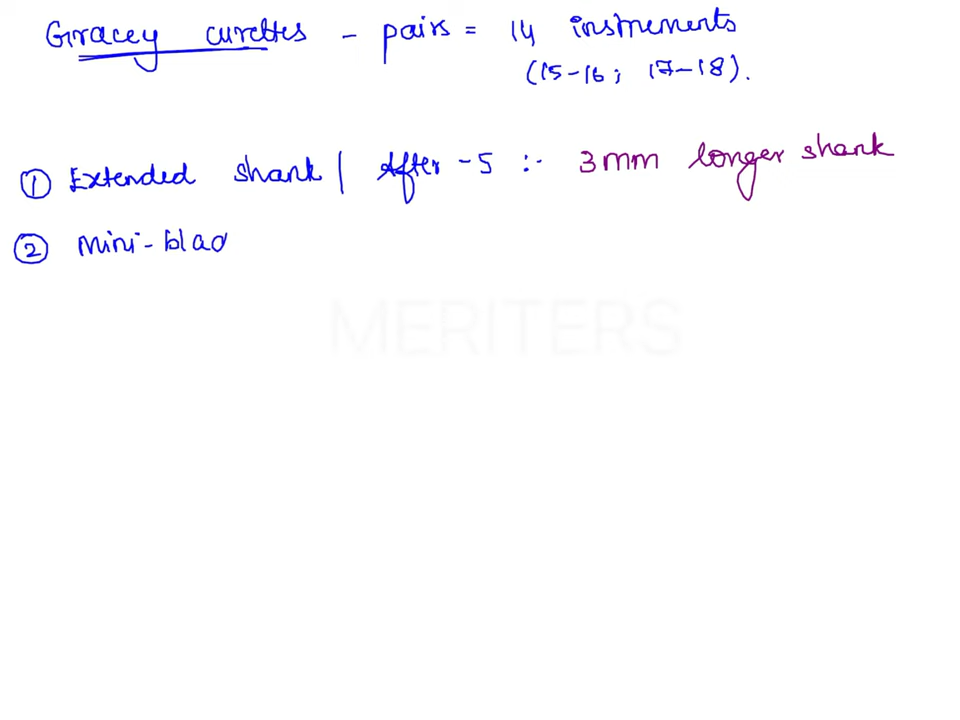 Gracey curettes - pairs = 14 instruments
(15-16; 17-18).
① Extended shank | After-5 :- 3mm longer shank
② Mini-blad
MERITERS